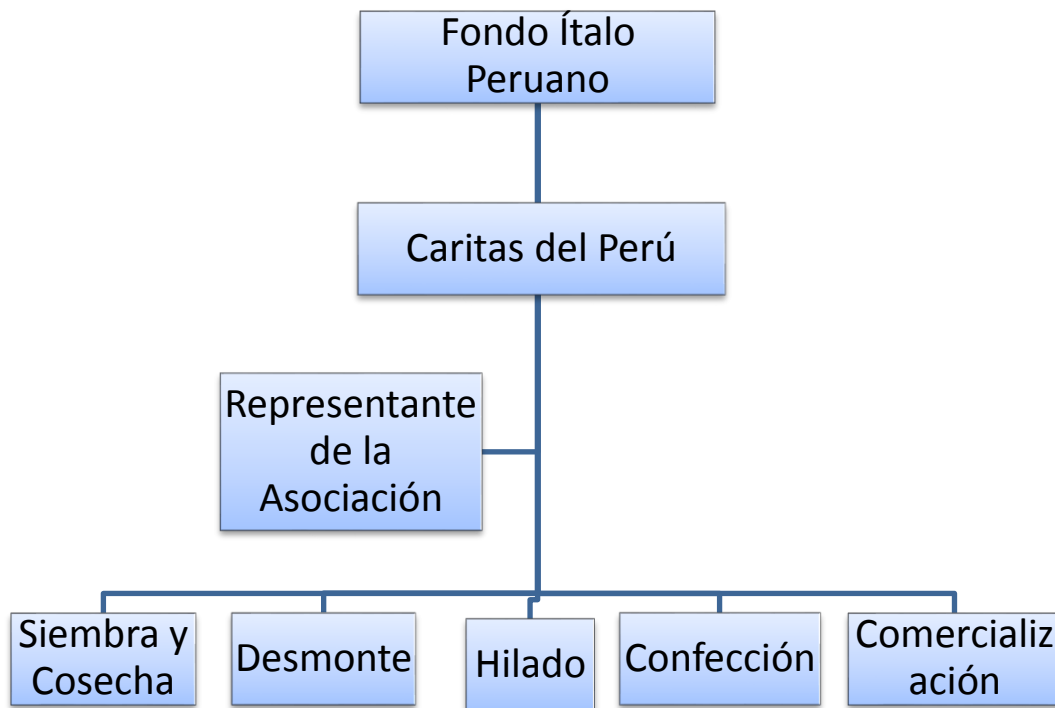 Fondo Ítalo
Peruano
Caritas del Perú
Representante
de la
Asociación
Siembra y
Cosecha
Desmonte
Hilado
Confección
Comercializ
ación